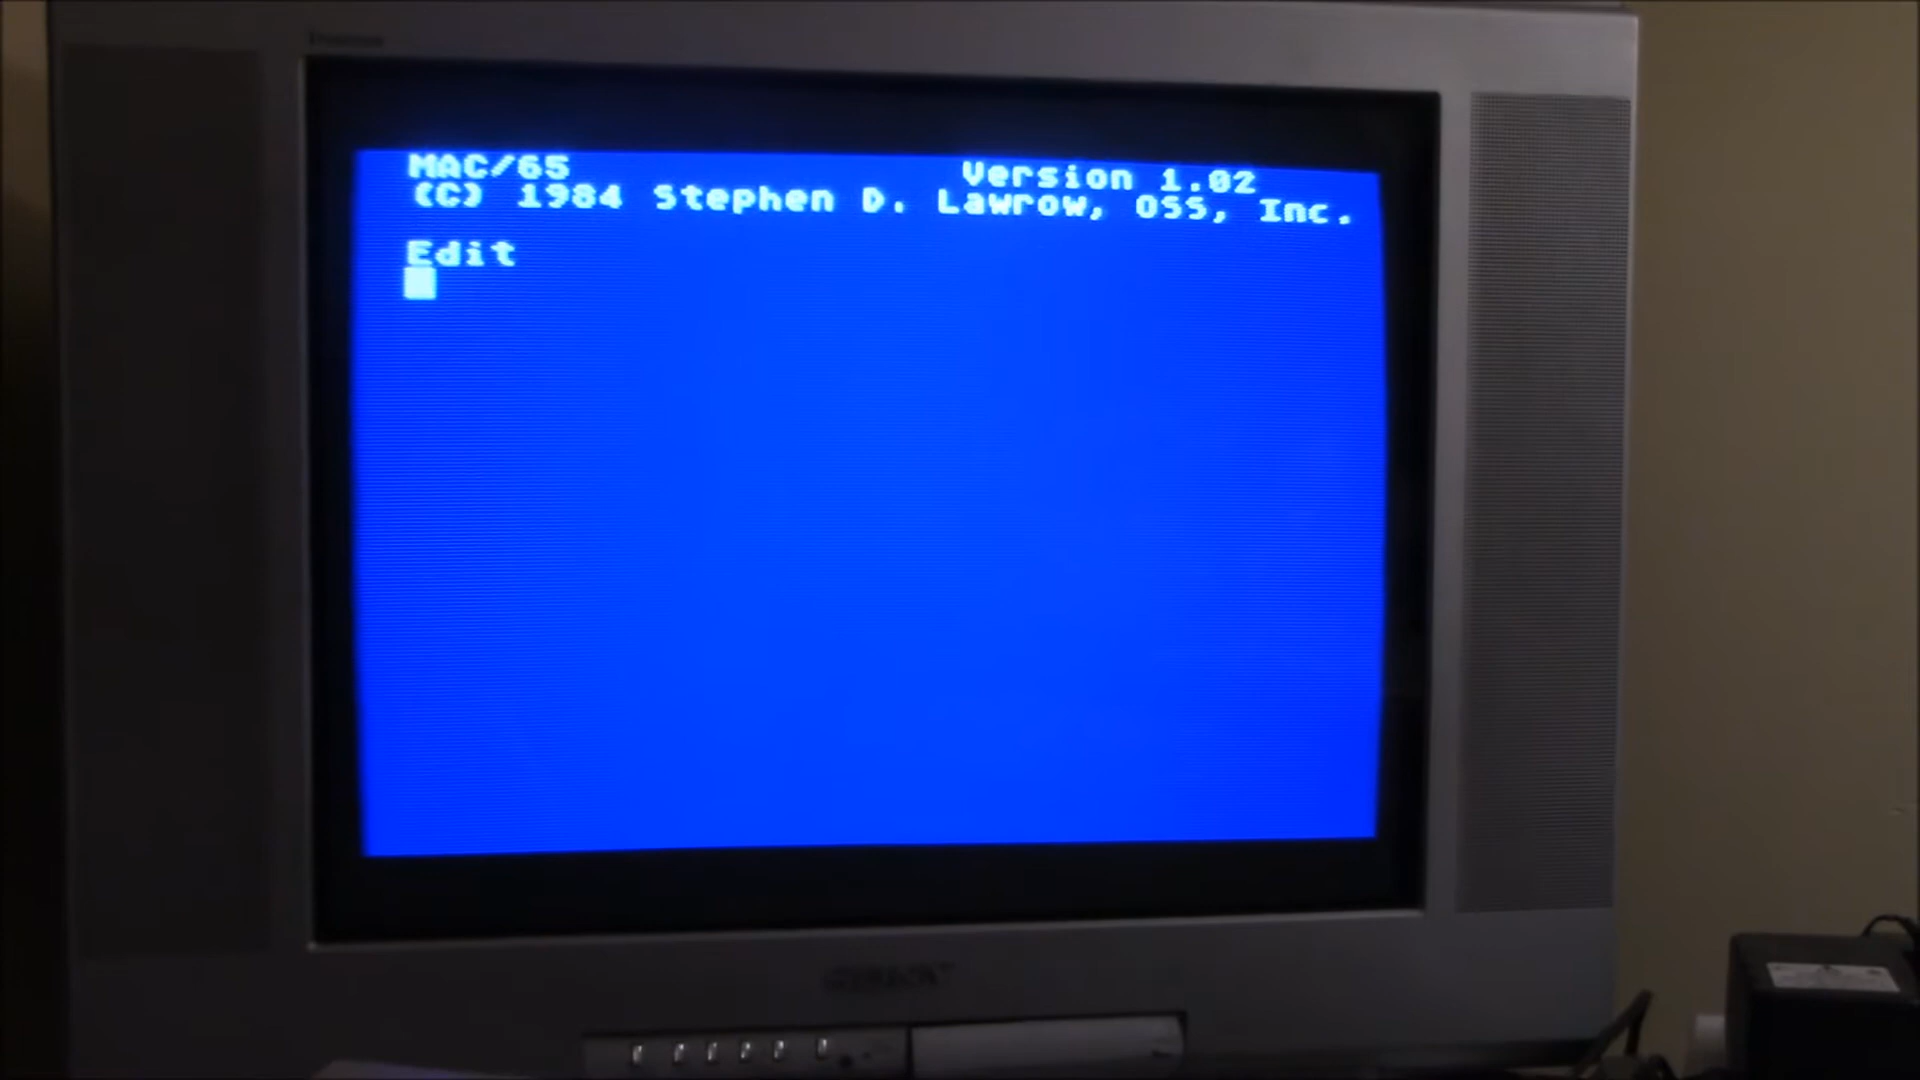 MAC/65 Version 1.02
(C) 1984 Stephen D. Lawrow, OSS, Inc.
Edit